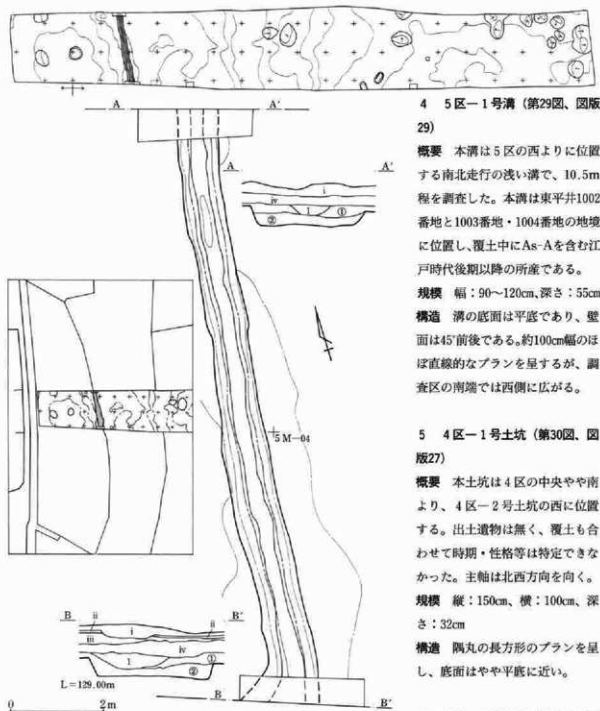 A
A'
4　5区－1号溝（第29図、図版
29）
概要　本溝は5区の西よりに位置
する南北走行の浅い溝で、10.5m
程を調査した。本溝は東平井1002
番地と1003番地・1004番地の地境
に位置し、覆土中にAs-Aを含む江
戸時代後期以降の所産である。
規模　幅：90～120cm、深さ：55cm
構造　溝の底面は平底であり、壁
面は45°前後である。約100cm幅のほ
ぼ直線的なプランを呈するが、調
査区の南端では西側に広がる。
5　4区－1号土坑（第30図、図
版27）
概要　本土坑は4区の中央やや南
より、4区－2号土坑の西に位置
する。出土遺物は無く、覆土も合
わせて時期・性格等は特定できな
かった。主軸は北西方向を向く。
規模　縦：150cm、横：100cm、深
さ：32cm
構造　隅丸の長方形のプランを呈
し、底面はやや平底に近い。
A
A'
i
iv
1
①
②
5 M―04
B
B'
ii
i
ii
iii
iv
1
①
②
L＝129.00m
B
B'
0
2m